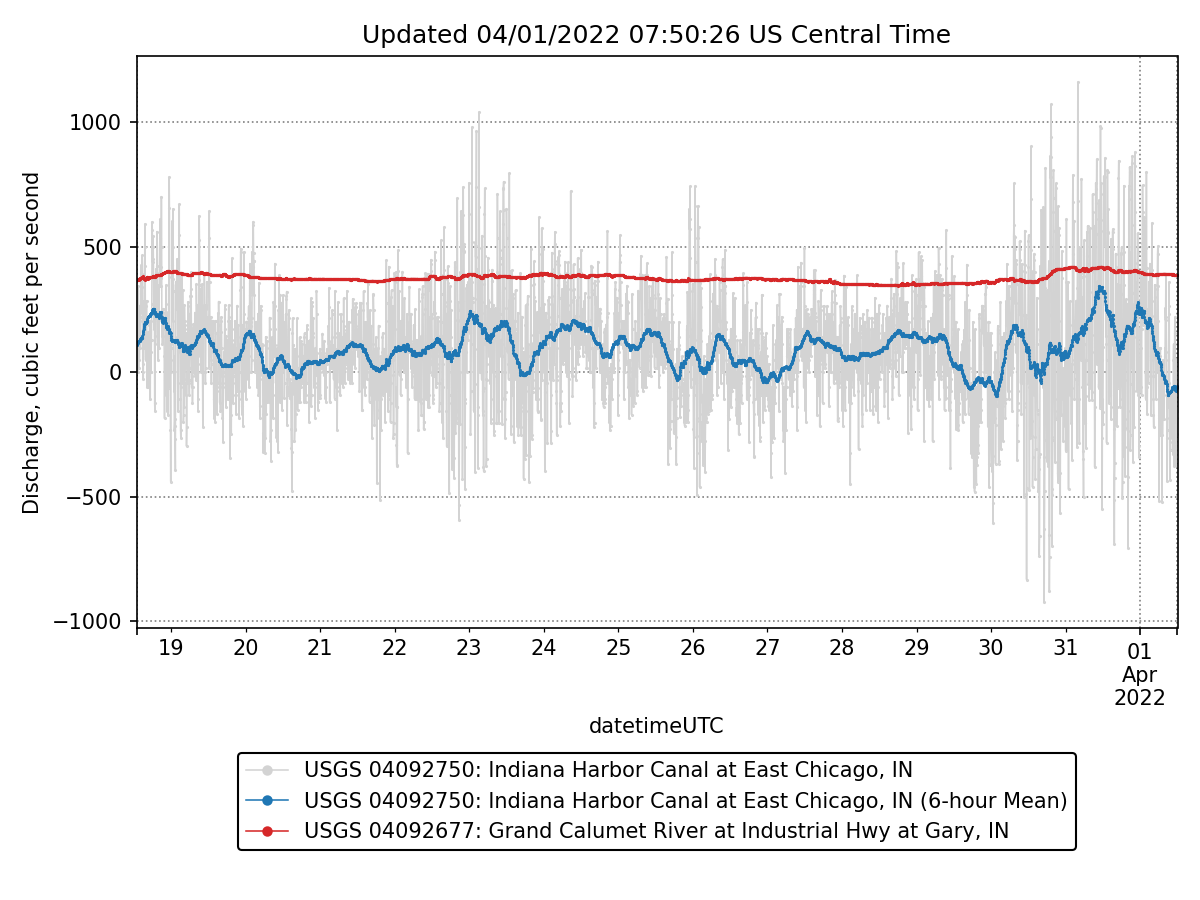 Updated 04/01/2022 07:50:26 US Central Time
Discharge, cubic feet per second
1000
500
0
−500
−1000
19 20 21 22 23 24 25 26 27 28 29 30 31 01
Apr
2022
datetimeUTC
USGS 04092750: Indiana Harbor Canal at East Chicago, IN
USGS 04092750: Indiana Harbor Canal at East Chicago, IN (6-hour Mean)
USGS 04092677: Grand Calumet River at Industrial Hwy at Gary, IN